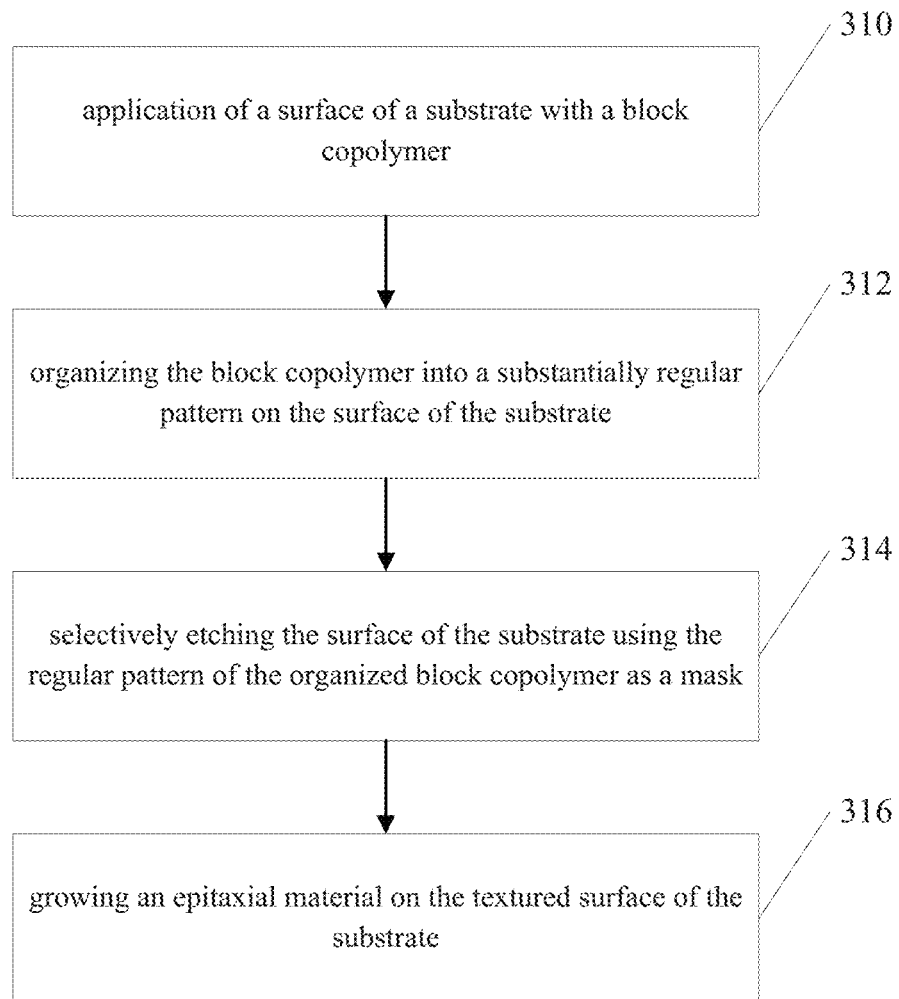 310
application of a surface of a substrate with a block
copolymer
312
organizing the block copolymer into a substantially regular
pattern on the surface of the substrate
314
selectively etching the surface of the substrate using the
regular pattern of the organized block copolymer as a mask
316
growing an epitaxial material on the textured surface of the
substrate